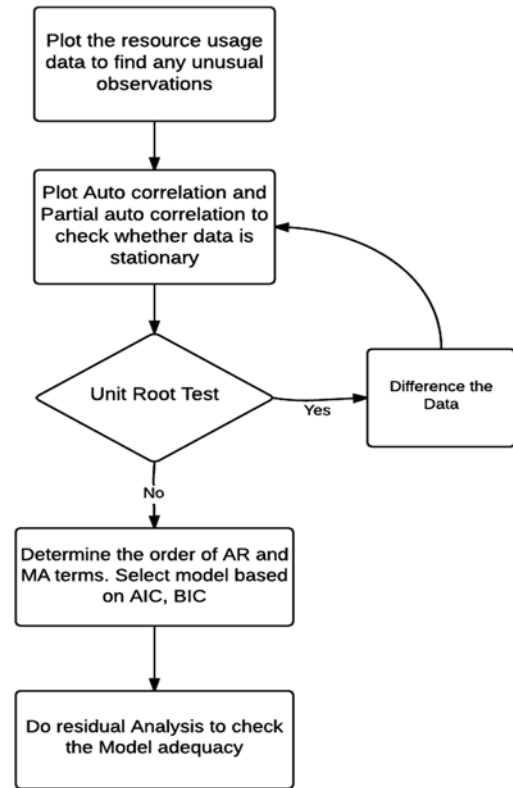 Plot the resource usage
data to find any unusual
observations
Plot Auto correlation and
Partial auto correlation to
check whether data is
stationary
Unit Root Test
Yes
Difference the
Data
No
Determine the order of AR and
MA terms. Select model based
on AIC, BIC
Do residual Analysis to check
the Model adequacy